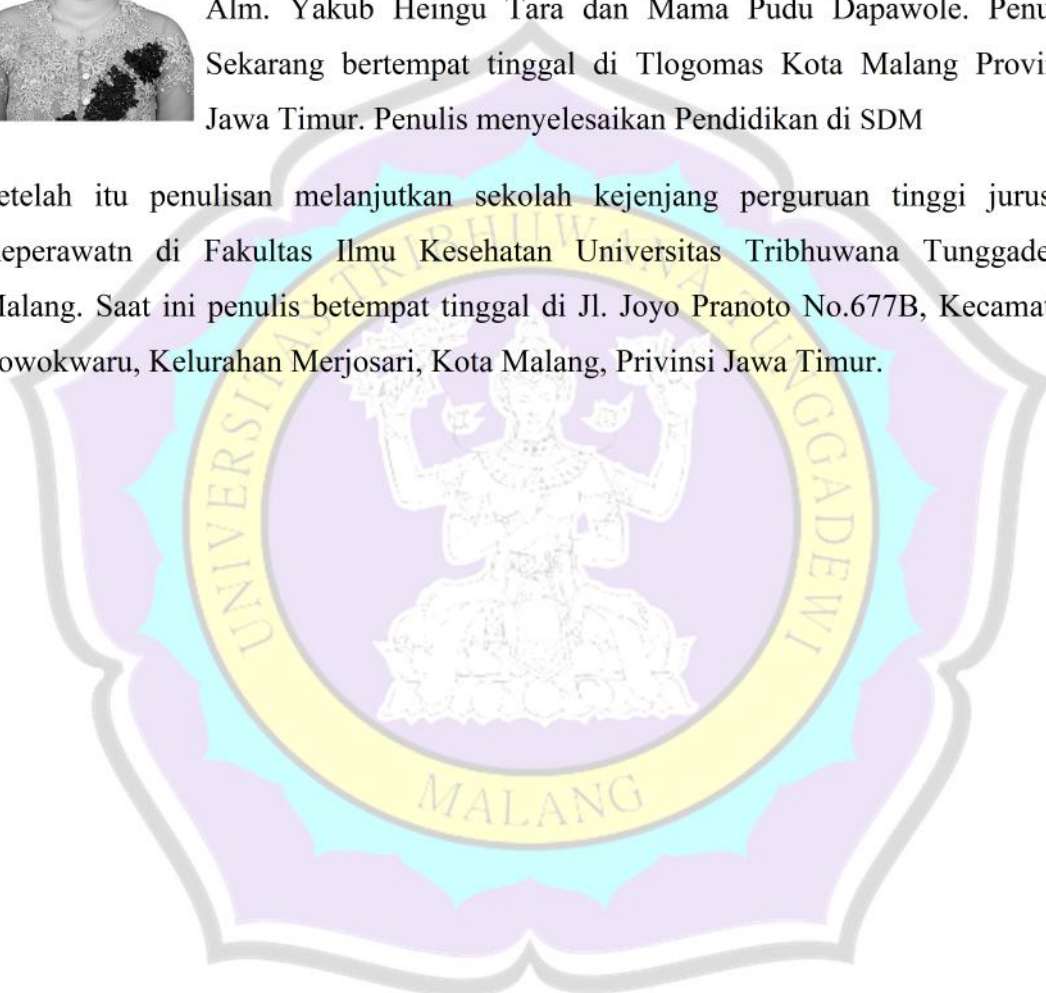 Alm. Yakub Heingu Tara dan Mama Pudu Dapawole. Penu
Sekarang bertempat tinggal di Tlogomas Kota Malang Provi
Jawa Timur. Penulis menyelesaikan Pendidikan di SDM
etelah itu penulisan melanjutkan sekolah kejenjang perguruan tinggi jurus
eperawatn di Fakultas Ilmu Kesehatan Universitas Tribhuwana Tunggade
Malang. Saat ini penulis betempat tinggal di Jl. Joyo Pranoto No.677B, Kecamat
owokwaru, Kelurahan Merjosari, Kota Malang, Privinsi Jawa Timur.
UNIVERSITAS TRIBHUWANA TUNGGADEWI
MALANG